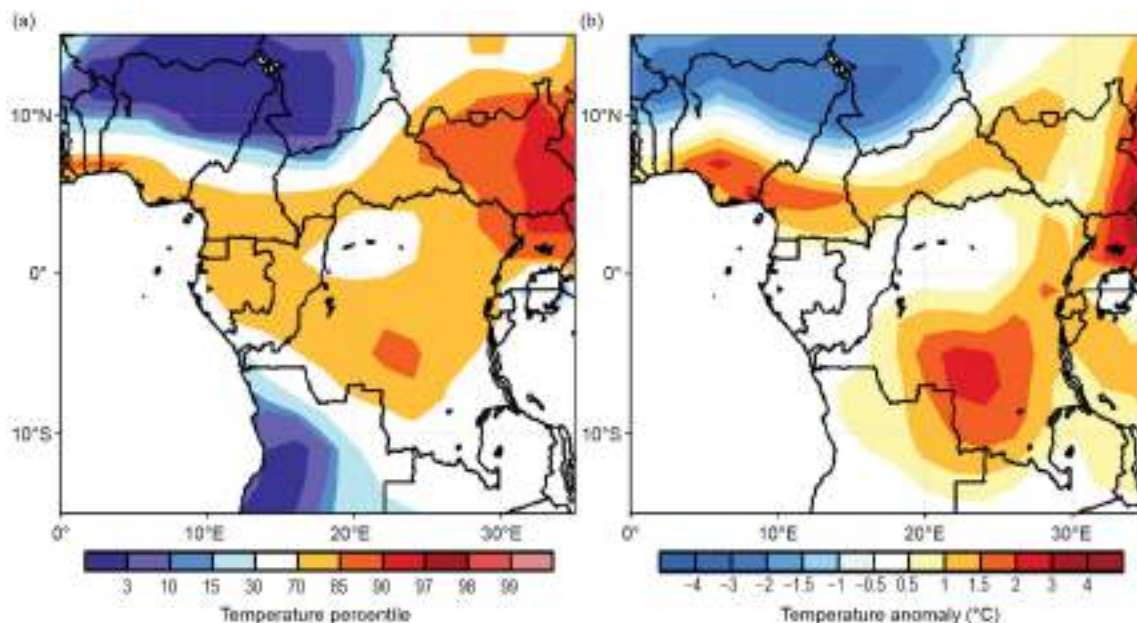 (a) (b)
10°N 10°N
0° 0°
10°S 10°S
0° 10°E 20°E 30°E 0° 10°E 20°E 30°E
3 10 15 30 70 85 90 97 98 99 −4 −3 −2 −1.5 −1 −0.5 0.5 1 1.5 2 3 4
Temperature percentile Temperature anomaly (°C)